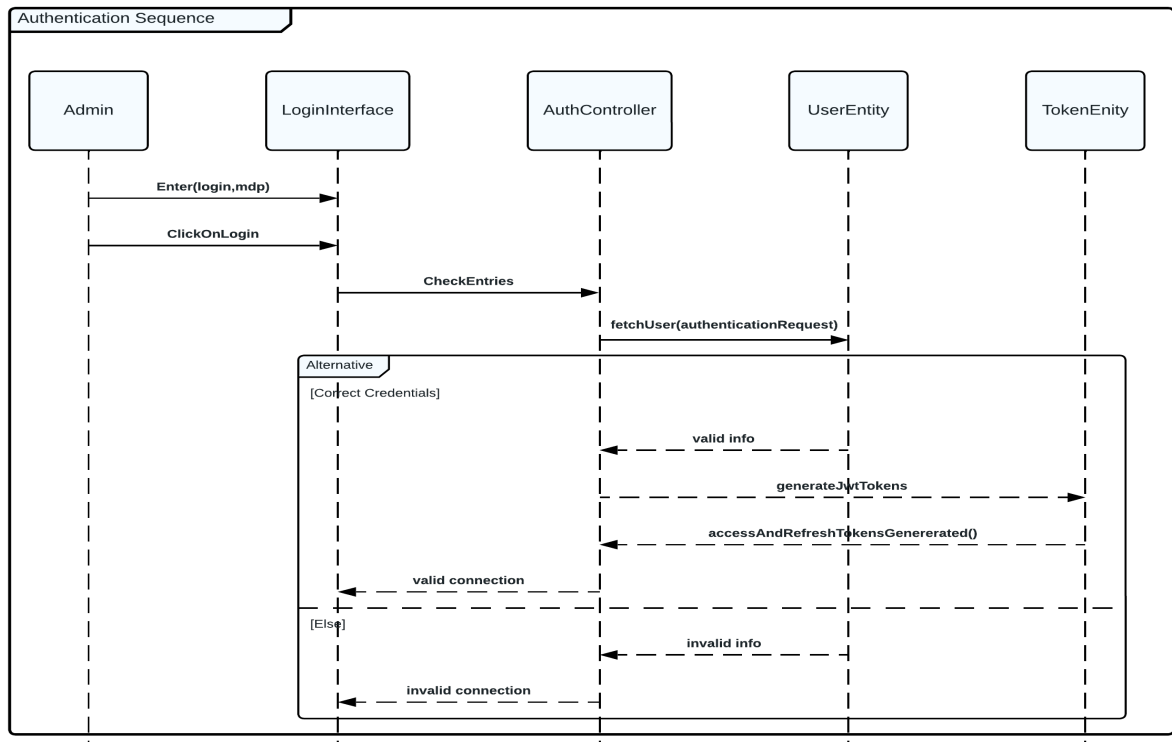 Authentication Sequence
Admin
LoginInterface
AuthController
UserEntity
TokenEnity
Enter(login,mdp)
ClickOnLogin
CheckEntries
fetchUser(authenticationRequest)
Alternative
[Correct Credentials]
valid info
generateJwtTokens
accessAndRefreshTokensGenererated()
valid connection
[Else]
invalid info
invalid connection